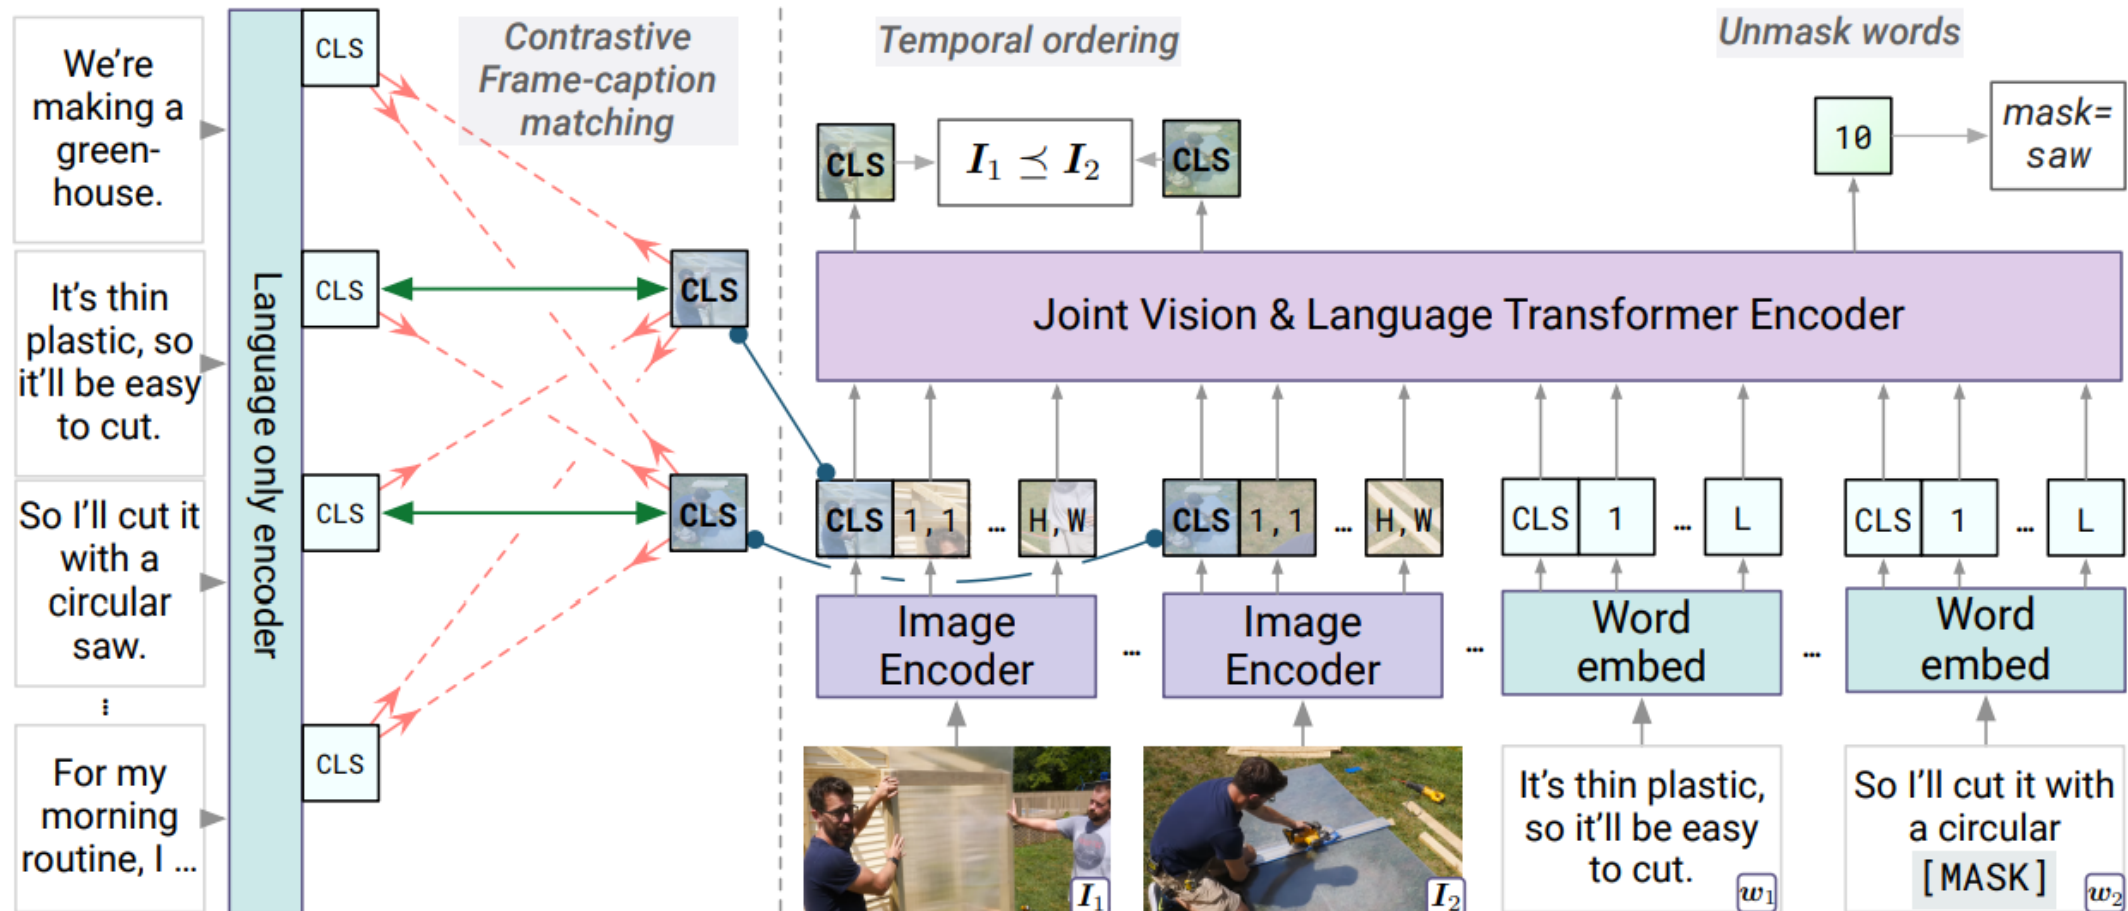 We're
making a
green-
house.
It's thin
plastic, so
it'll be easy
to cut.
So I'll cut it
with a
circular
saw.
⋮
For my
morning
routine, I ...
Language only encoder
CLS
CLS
CLS
CLS
Contrastive
Frame-caption
matching
CLS
CLS
Temporal ordering
CLS
I₁ ⪯ I₂
CLS
Unmask words
10
mask=
saw
Joint Vision & Language Transformer Encoder
CLS 1,1 ... H,W
CLS 1,1 ... H,W
CLS 1 ... L
CLS 1 ... L
Image
Encoder
...
Image
Encoder
...
Word
embed
...
Word
embed
I₁
I₂
It's thin plastic,
so it'll be easy
to cut.
w₁
So I'll cut it with
a circular
[MASK]
w₂